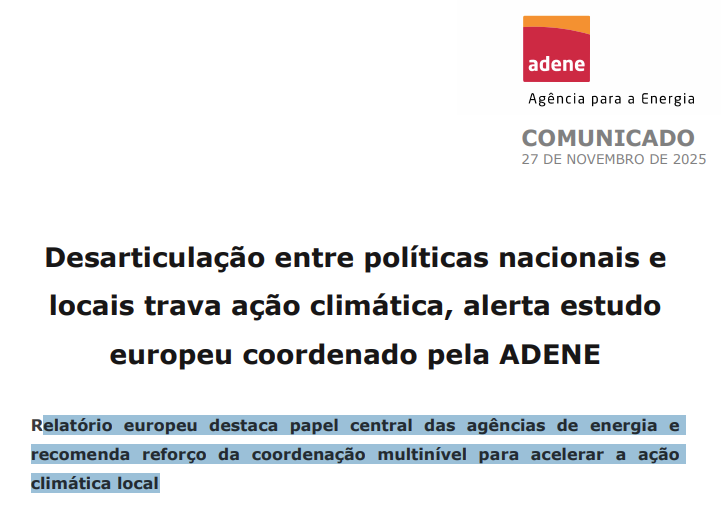 adene
Agência para a Energia
COMUNICADO
27 DE NOVEMBRO DE 2025
Desarticulação entre políticas nacionais e
locais trava ação climática, alerta estudo
europeu coordenado pela ADENE
Relatório europeu destaca papel central das agências de energia e
recomenda reforço da coordenação multinível para acelerar a ação
climática local